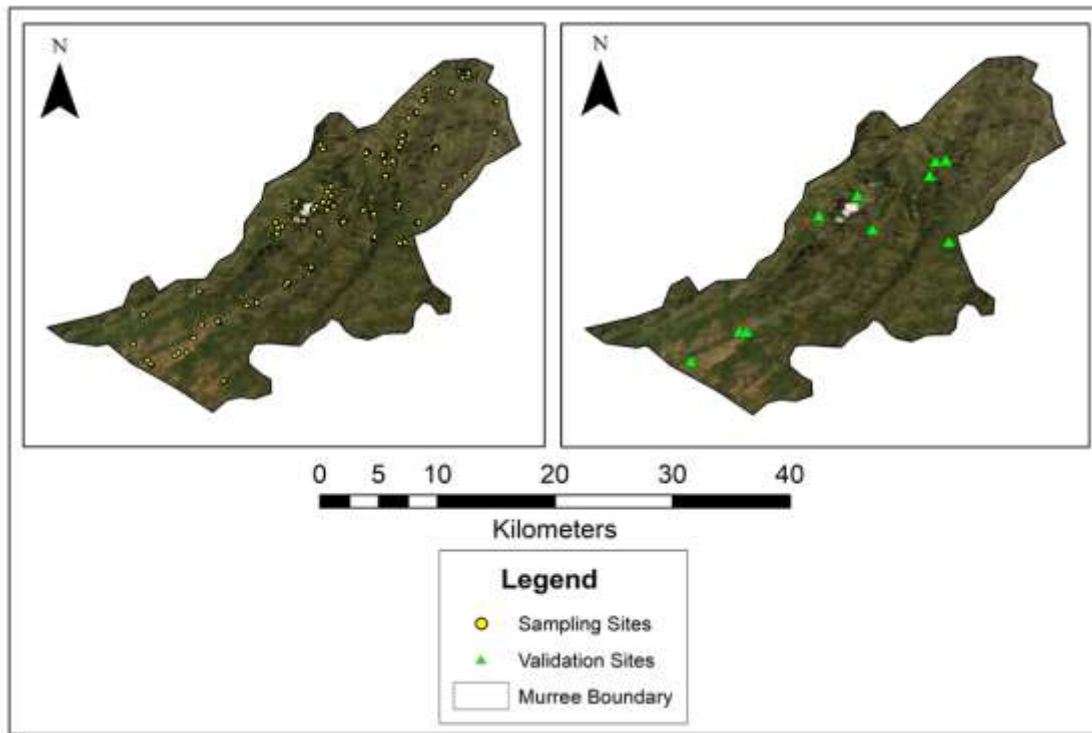 N
N
0 5 10 20 30 40
Kilometers
Legend
Sampling Sites
Validation Sites
Murree Boundary